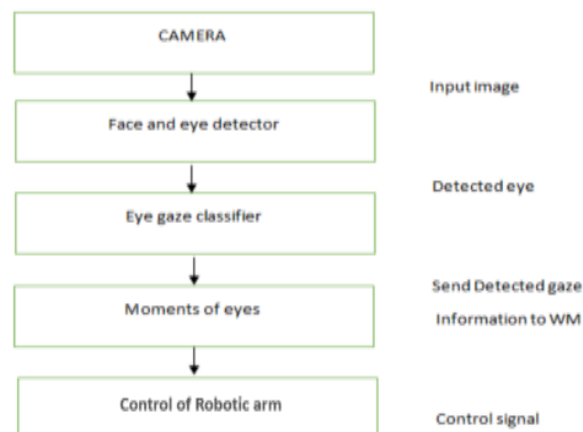 CAMERA
Input image
Face and eye detector
Detected eye
Eye gaze classifier
Send Detected gaze
Moments of eyes
Information to WM
Control of Robotic arm
Control signal